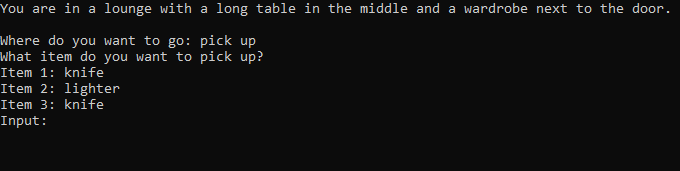 You are in a lounge with a long table in the middle and a wardrobe next to the door.
Where do you want to go: pick up
What item do you want to pick up?
Item 1: knife
Item 2: lighter
Item 3: knife
Input: